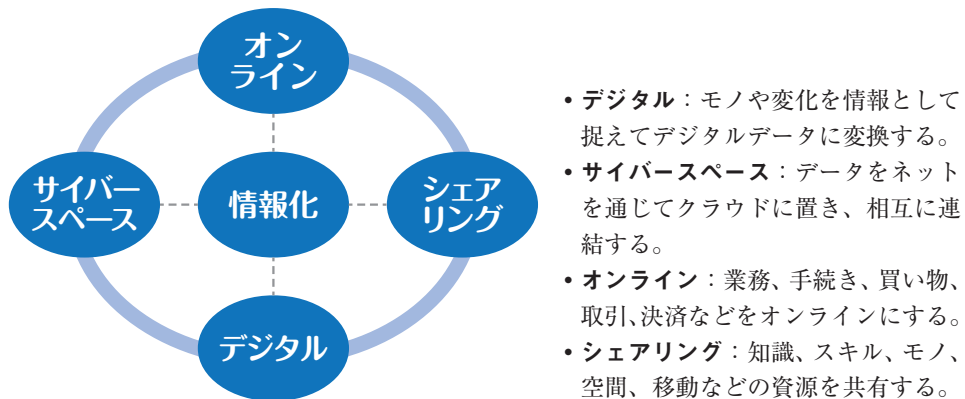 オン
ライン
サイバー
スペース
情報化
シェア
リング
デジタル
• デジタル：モノや変化を情報として
捉えてデジタルデータに変換する。
• サイバースペース：データをネット
を通じてクラウドに置き、相互に連
結する。
• オンライン：業務、手続き、買い物、
取引、決済などをオンラインにする。
• シェアリング：知識、スキル、モノ、
空間、移動などの資源を共有する。